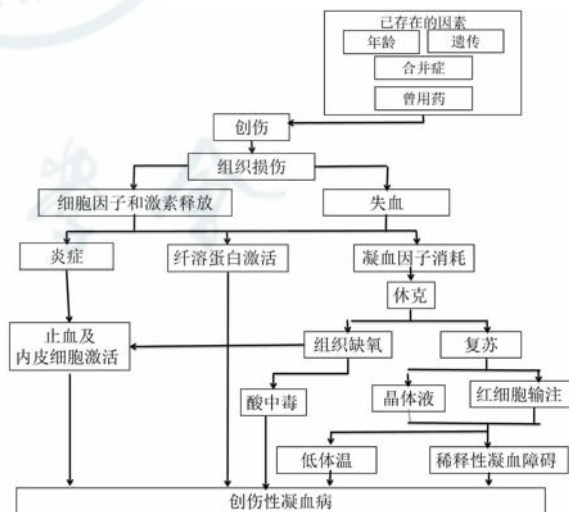 已存在的因素
年龄
遗传
合并症
曾用药
创伤
组织损伤
细胞因子和激素释放
失血
炎症
纤溶蛋白激活
凝血因子消耗
休克
止血及
内皮细胞激活
组织缺氧
复苏
酸中毒
晶体液
红细胞输注
低体温
稀释性凝血障碍
创伤性凝血病